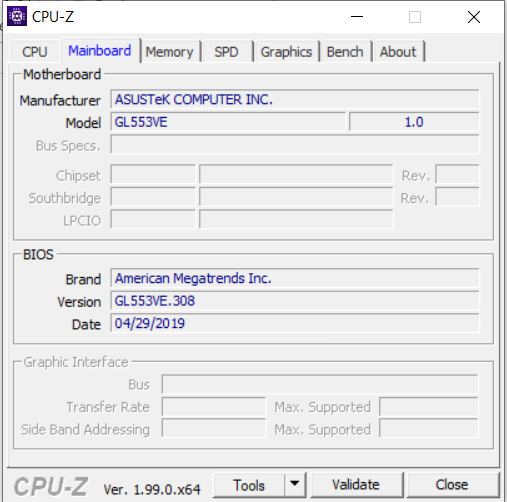 CPU-Z
CPU Mainboard Memory SPD Graphics Bench About
Motherboard
Manufacturer ASUSTeK COMPUTER INC.
Model GL553VE 1.0
Bus Specs.
Chipset Rev.
Southbridge Rev.
LPCIO
BIOS
Brand American Megatrends Inc.
Version GL553VE.308
Date 04/29/2019
Graphic Interface
Bus
Transfer Rate Max. Supported
Side Band Addressing Max. Supported
CPU-Z Ver. 1.99.0.x64 Tools Validate Close